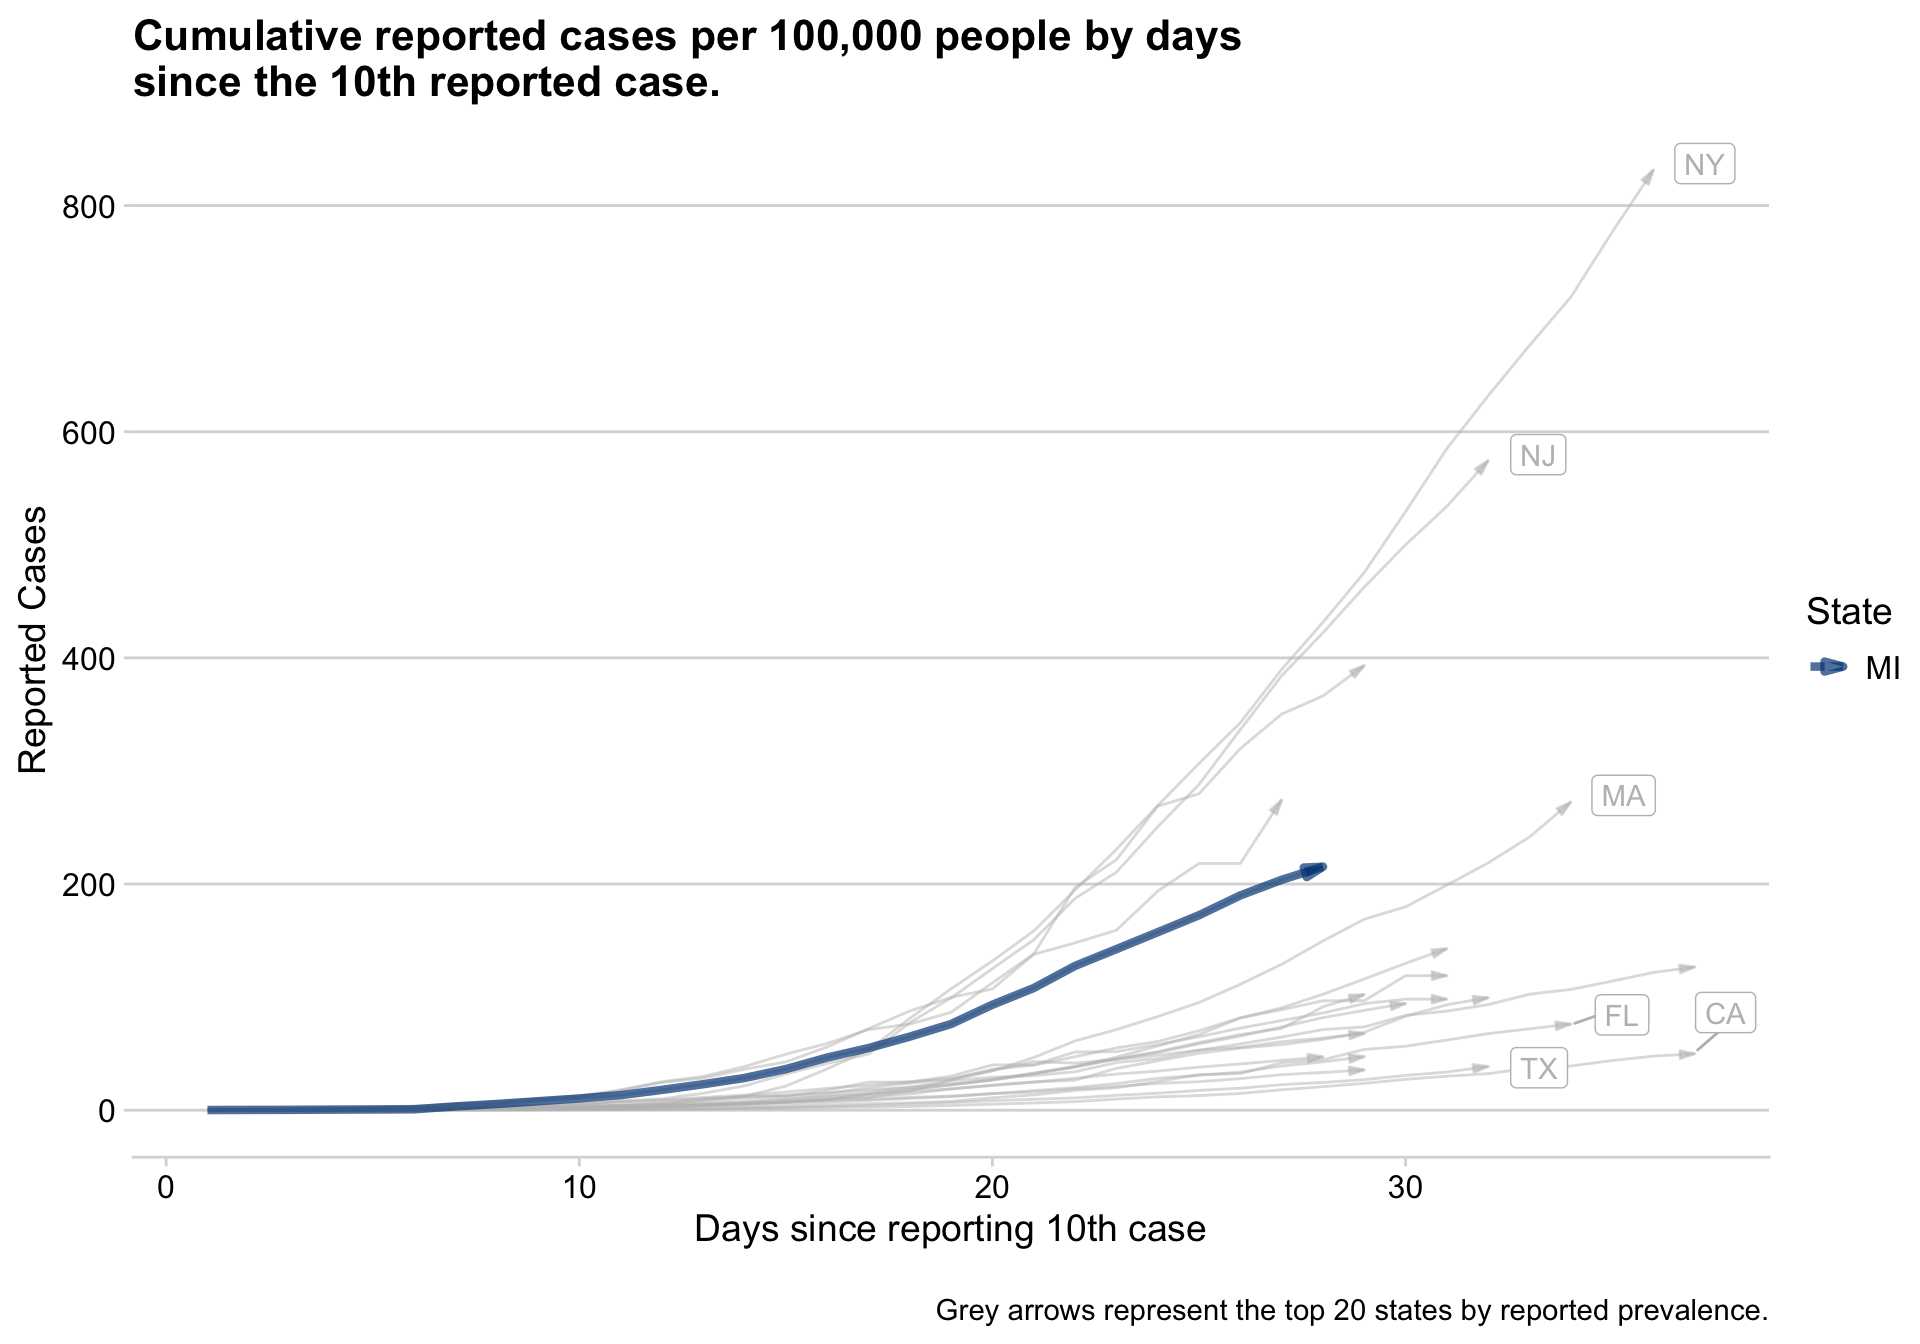 Cumulative reported cases per 100,000 people by days
since the 10th reported case.
NY
800
NJ
600
Reported Cases
State
MI
400
MA
200
FL
CA
TX
0
0
10
20
30
Days since reporting 10th case
Grey arrows represent the top 20 states by reported prevalence.